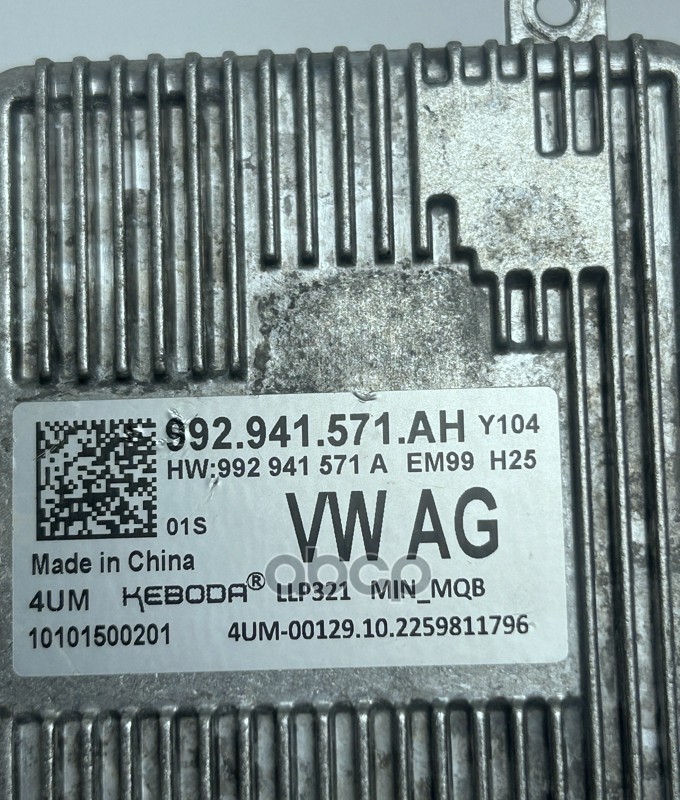 992.941.571.AH Y104
HW:992 941 571 A EM99 H25
01S VW AG
Made in China
abcp
4UM KEBODA® LLP321 MIN_MQB
10101500201 4UM-00129.10.2259811796